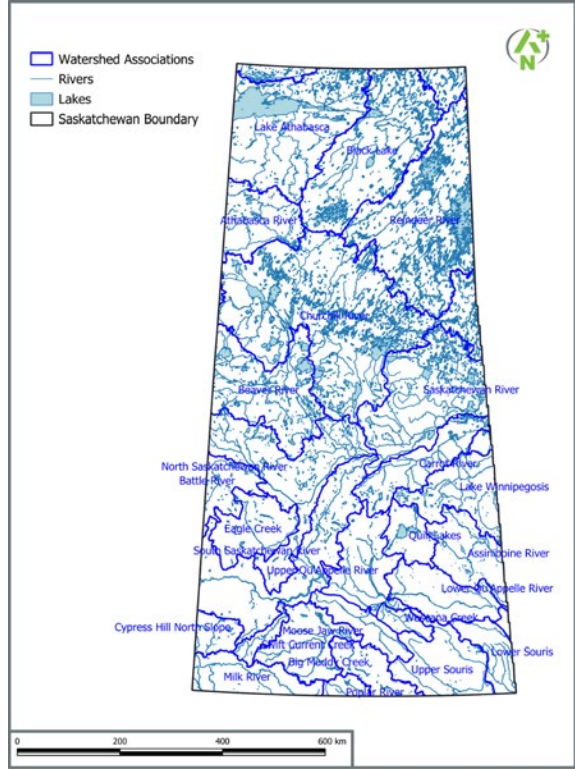 N
Watershed Associations
Rivers
Lakes
Saskatchewan Boundary
Lake Athabasca
Black Lake
Athabasca River
Reindeer River
Churchill River
Beaver River
Saskatchewan River
North Saskatchewan River
Carrot River
Battle River
Lake Winnipegosis
Eagle Creek
Quill Lakes
South Saskatchewan River
Assiniboine River
Upper Qu'Appelle River
Lower Qu'Appelle River
Wascana Creek
Cypress Hill North Slope
Moose Jaw River
Swift Current Creek
Lower Souris
Big Muddy Creek
Upper Souris
Milk River
Poplar River
0 200 400 600 km